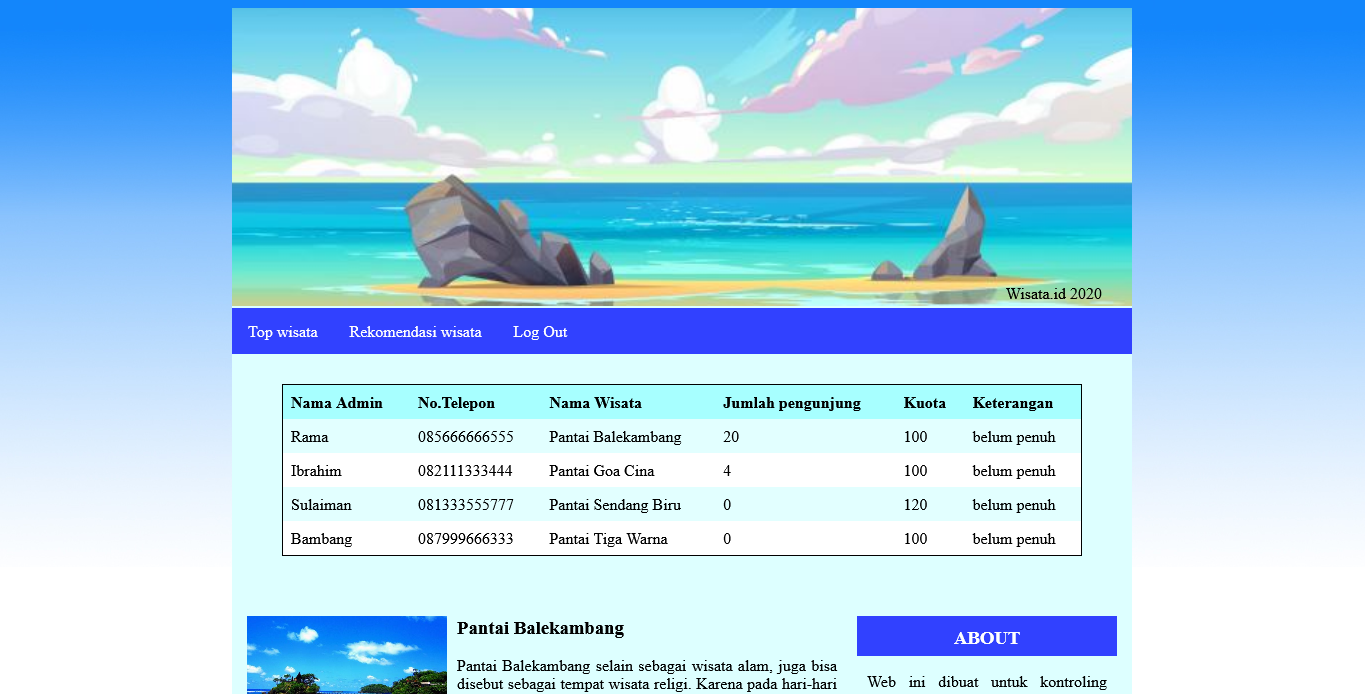 Wisata.id 2020
Top wisata Rekomendasi wisata Log Out
Nama Admin No.Telepon Nama Wisata Jumlah pengunjung Kuota Keterangan
Rama 085666666555 Pantai Balekambang 20 100 belum penuh
Ibrahim 082111333444 Pantai Goa Cina 4 100 belum penuh
Sulaiman 081333555777 Pantai Sendang Biru 0 120 belum penuh
Bambang 087999666333 Pantai Tiga Warna 0 100 belum penuh
Pantai Balekambang
Pantai Balekambang selain sebagai wisata alam, juga bisa
disebut sebagai tempat wisata religi. Karena pada hari-hari
ABOUT
Web ini dibuat untuk kontroling